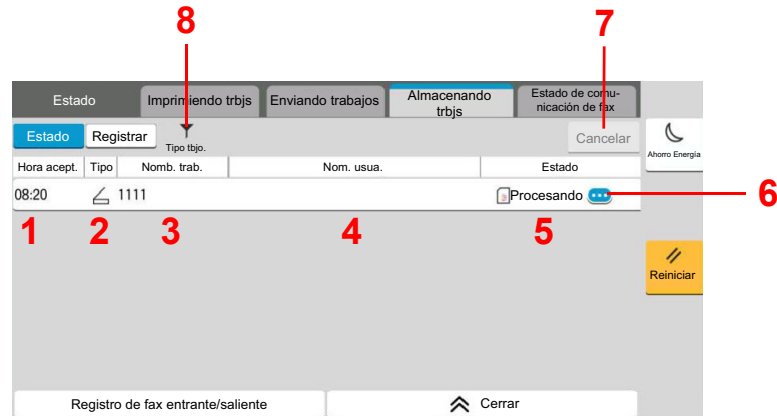 8
7
Estado
Imprimiendo trbjs
Enviando trabajos
Almacenando
trbjs
Estado de comu-
nicación de fax
Estado
Registrar
Tipo tbjo.
Cancelar
Ahorro Energia
Hora acept.
Tipo
Nomb. trab.
Nom. usua.
Estado
08:20
1111
Procesando
6
1
2
3
4
5
Reiniciar
Registro de fax entrante/saliente
Cerrar